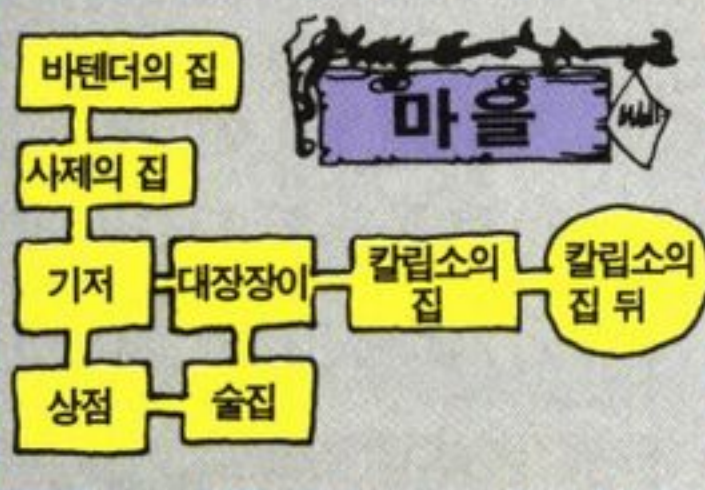 마을
바텐더의 집
사제의 집
기저
대장장이
칼립소의
집
칼립소의
집 뒤
상점
술집